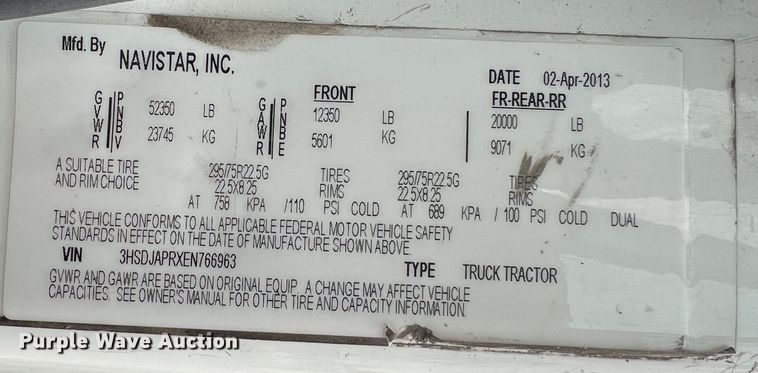 Mfd. By NAVISTAR, INC. DATE 02-Apr-2013
FRONT FR-REAR-RR
GVWR PNBV 52350 LB GAWR PNBE 12350 LB 20000 LB
23745 KG 5601 KG 9071 KG
A SUITABLE TIRE 295/75R22.5G TIRES 295/75R22.5G TIRES
AND RIM CHOICE 22.5X8.25 RIMS 22.5X8.25 RIMS
AT 758 KPA /110 PSI COLD AT 689 KPA / 100 PSI COLD DUAL
THIS VEHICLE CONFORMS TO ALL APPLICABLE FEDERAL MOTOR VEHICLE SAFETY
STANDARDS IN EFFECT ON THE DATE OF MANUFACTURE SHOWN ABOVE.
VIN 3HSDJAPRXEN766963 TYPE TRUCK TRACTOR
GVWR AND GAWR ARE BASED ON ORIGINAL EQUIP. A CHANGE MAY AFFECT VEHICLE
CAPACITIES. SEE OWNER'S MANUAL FOR OTHER TIRE AND CAPACITY INFORMATION.
Purple Wave Auction